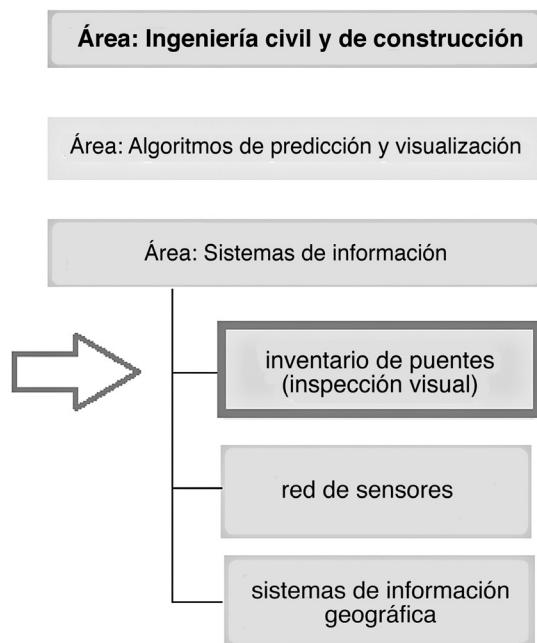 Área: Ingeniería civil y de construcción
Área: Algoritmos de predicción y visualización
Área: Sistemas de información
inventario de puentes
(inspección visual)
red de sensores
sistemas de información
geográfica